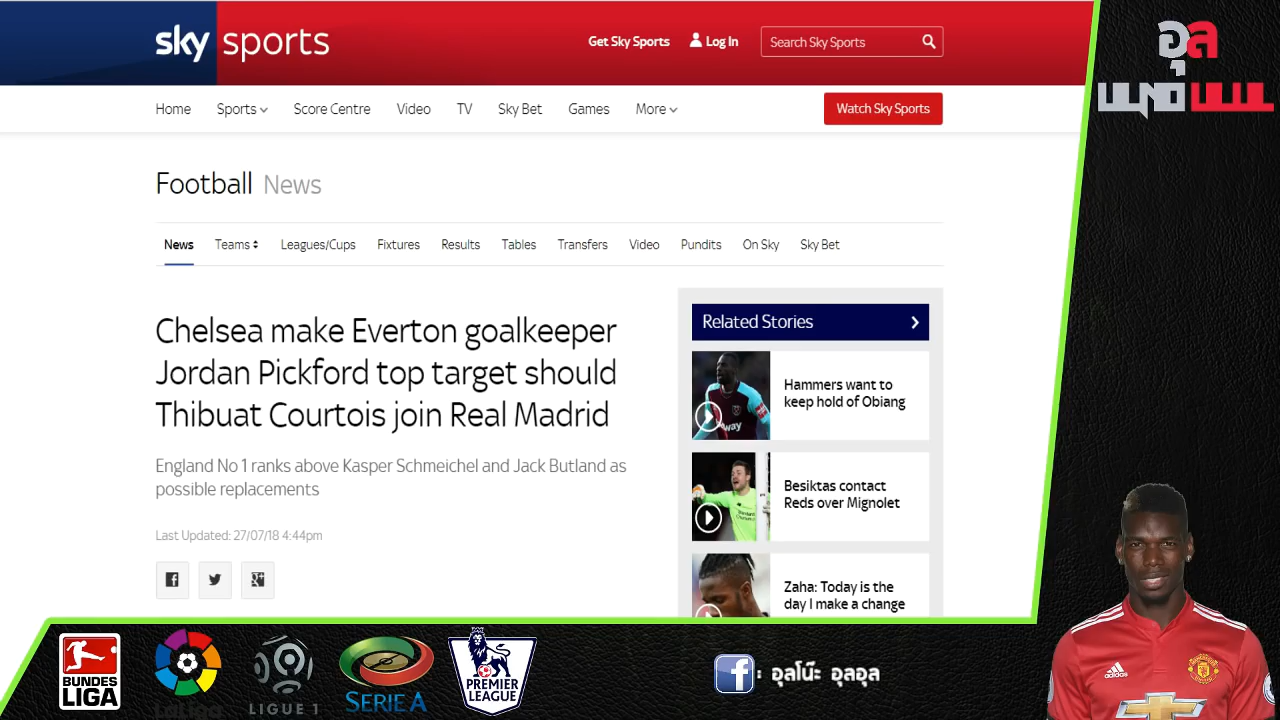 sky sports
Get Sky Sports Log In Search Sky Sports
Home Sports Score Centre Video TV Sky Bet Games More Watch Sky Sports
Football News
News Teams Leagues/Cups Fixtures Results Tables Transfers Video Pundits On Sky Sky Bet
Chelsea make Everton goalkeeper
Jordan Pickford top target should
Thibuat Courtois join Real Madrid
England No 1 ranks above Kasper Schmeichel and Jack Butland as
possible replacements
Last Updated: 27/07/18 4:44pm
Related Stories
Hammers want to
keep hold of Obiang
Besiktas contact
Reds over Mignolet
Zaha: Today is the
day I make a change
อุล
BUNDES
LIGA
LaLiga
LIGUE 1
SERIE A
PREMIER
LEAGUE
: อุลโน๊ะ อุลอุล
adidas